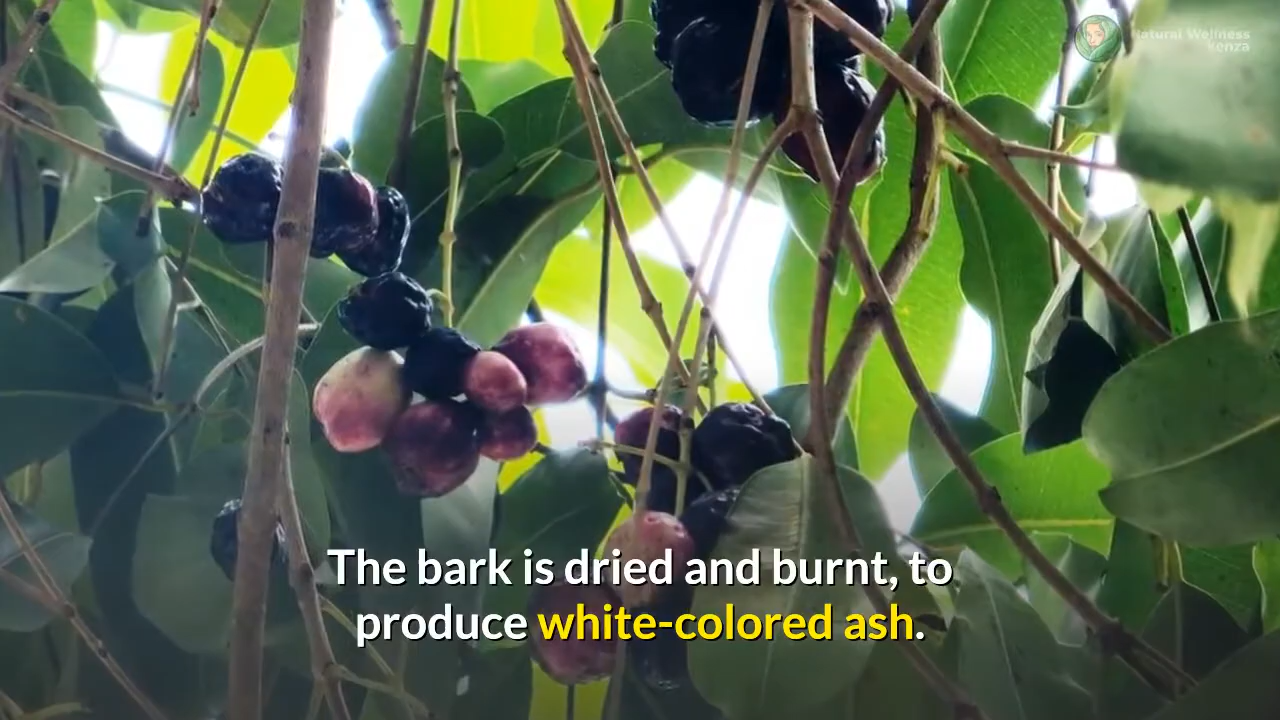 Natural Wellness
Kenza
The bark is dried and burnt, to
produce white-colored ash.